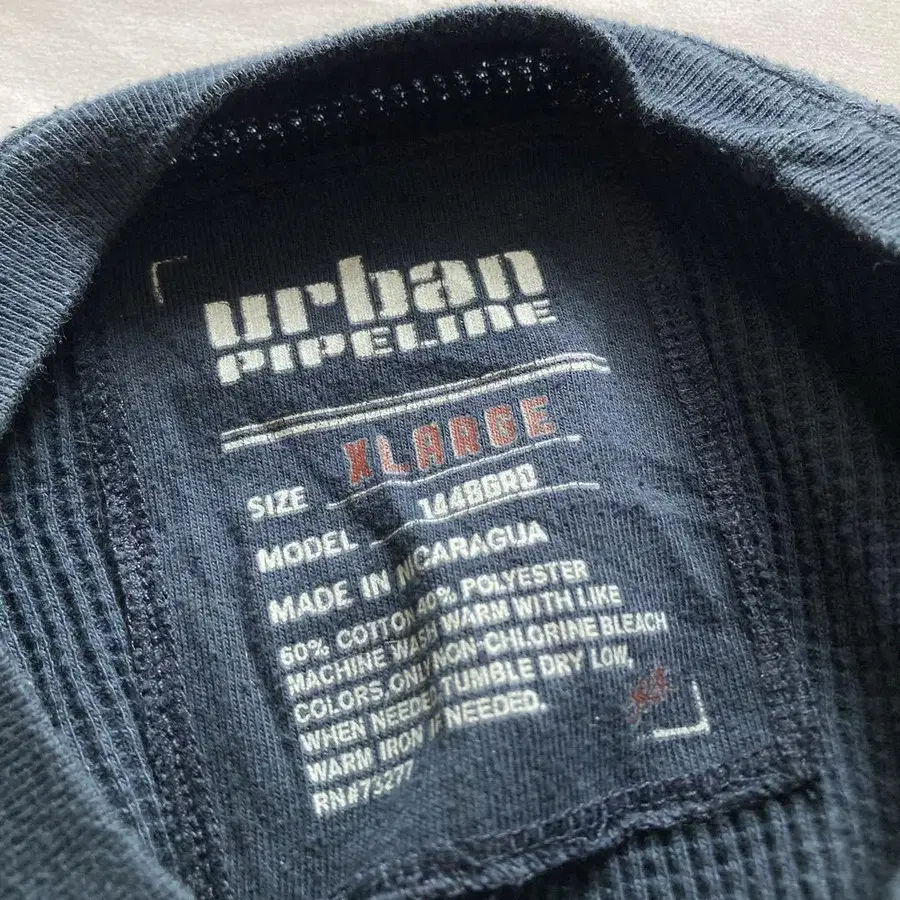 urban
PIPELINE
SIZE XLARGE
MODEL 1448GRD
MADE IN NICARAGUA
60% COTTON 40% POLYESTER
MACHINE WASH WARM WITH LIKE
COLORS. ONLY NON-CHLORINE BLEACH
WHEN NEEDED. TUMBLE DRY LOW,
WARM IRON IF NEEDED.
RN#73277